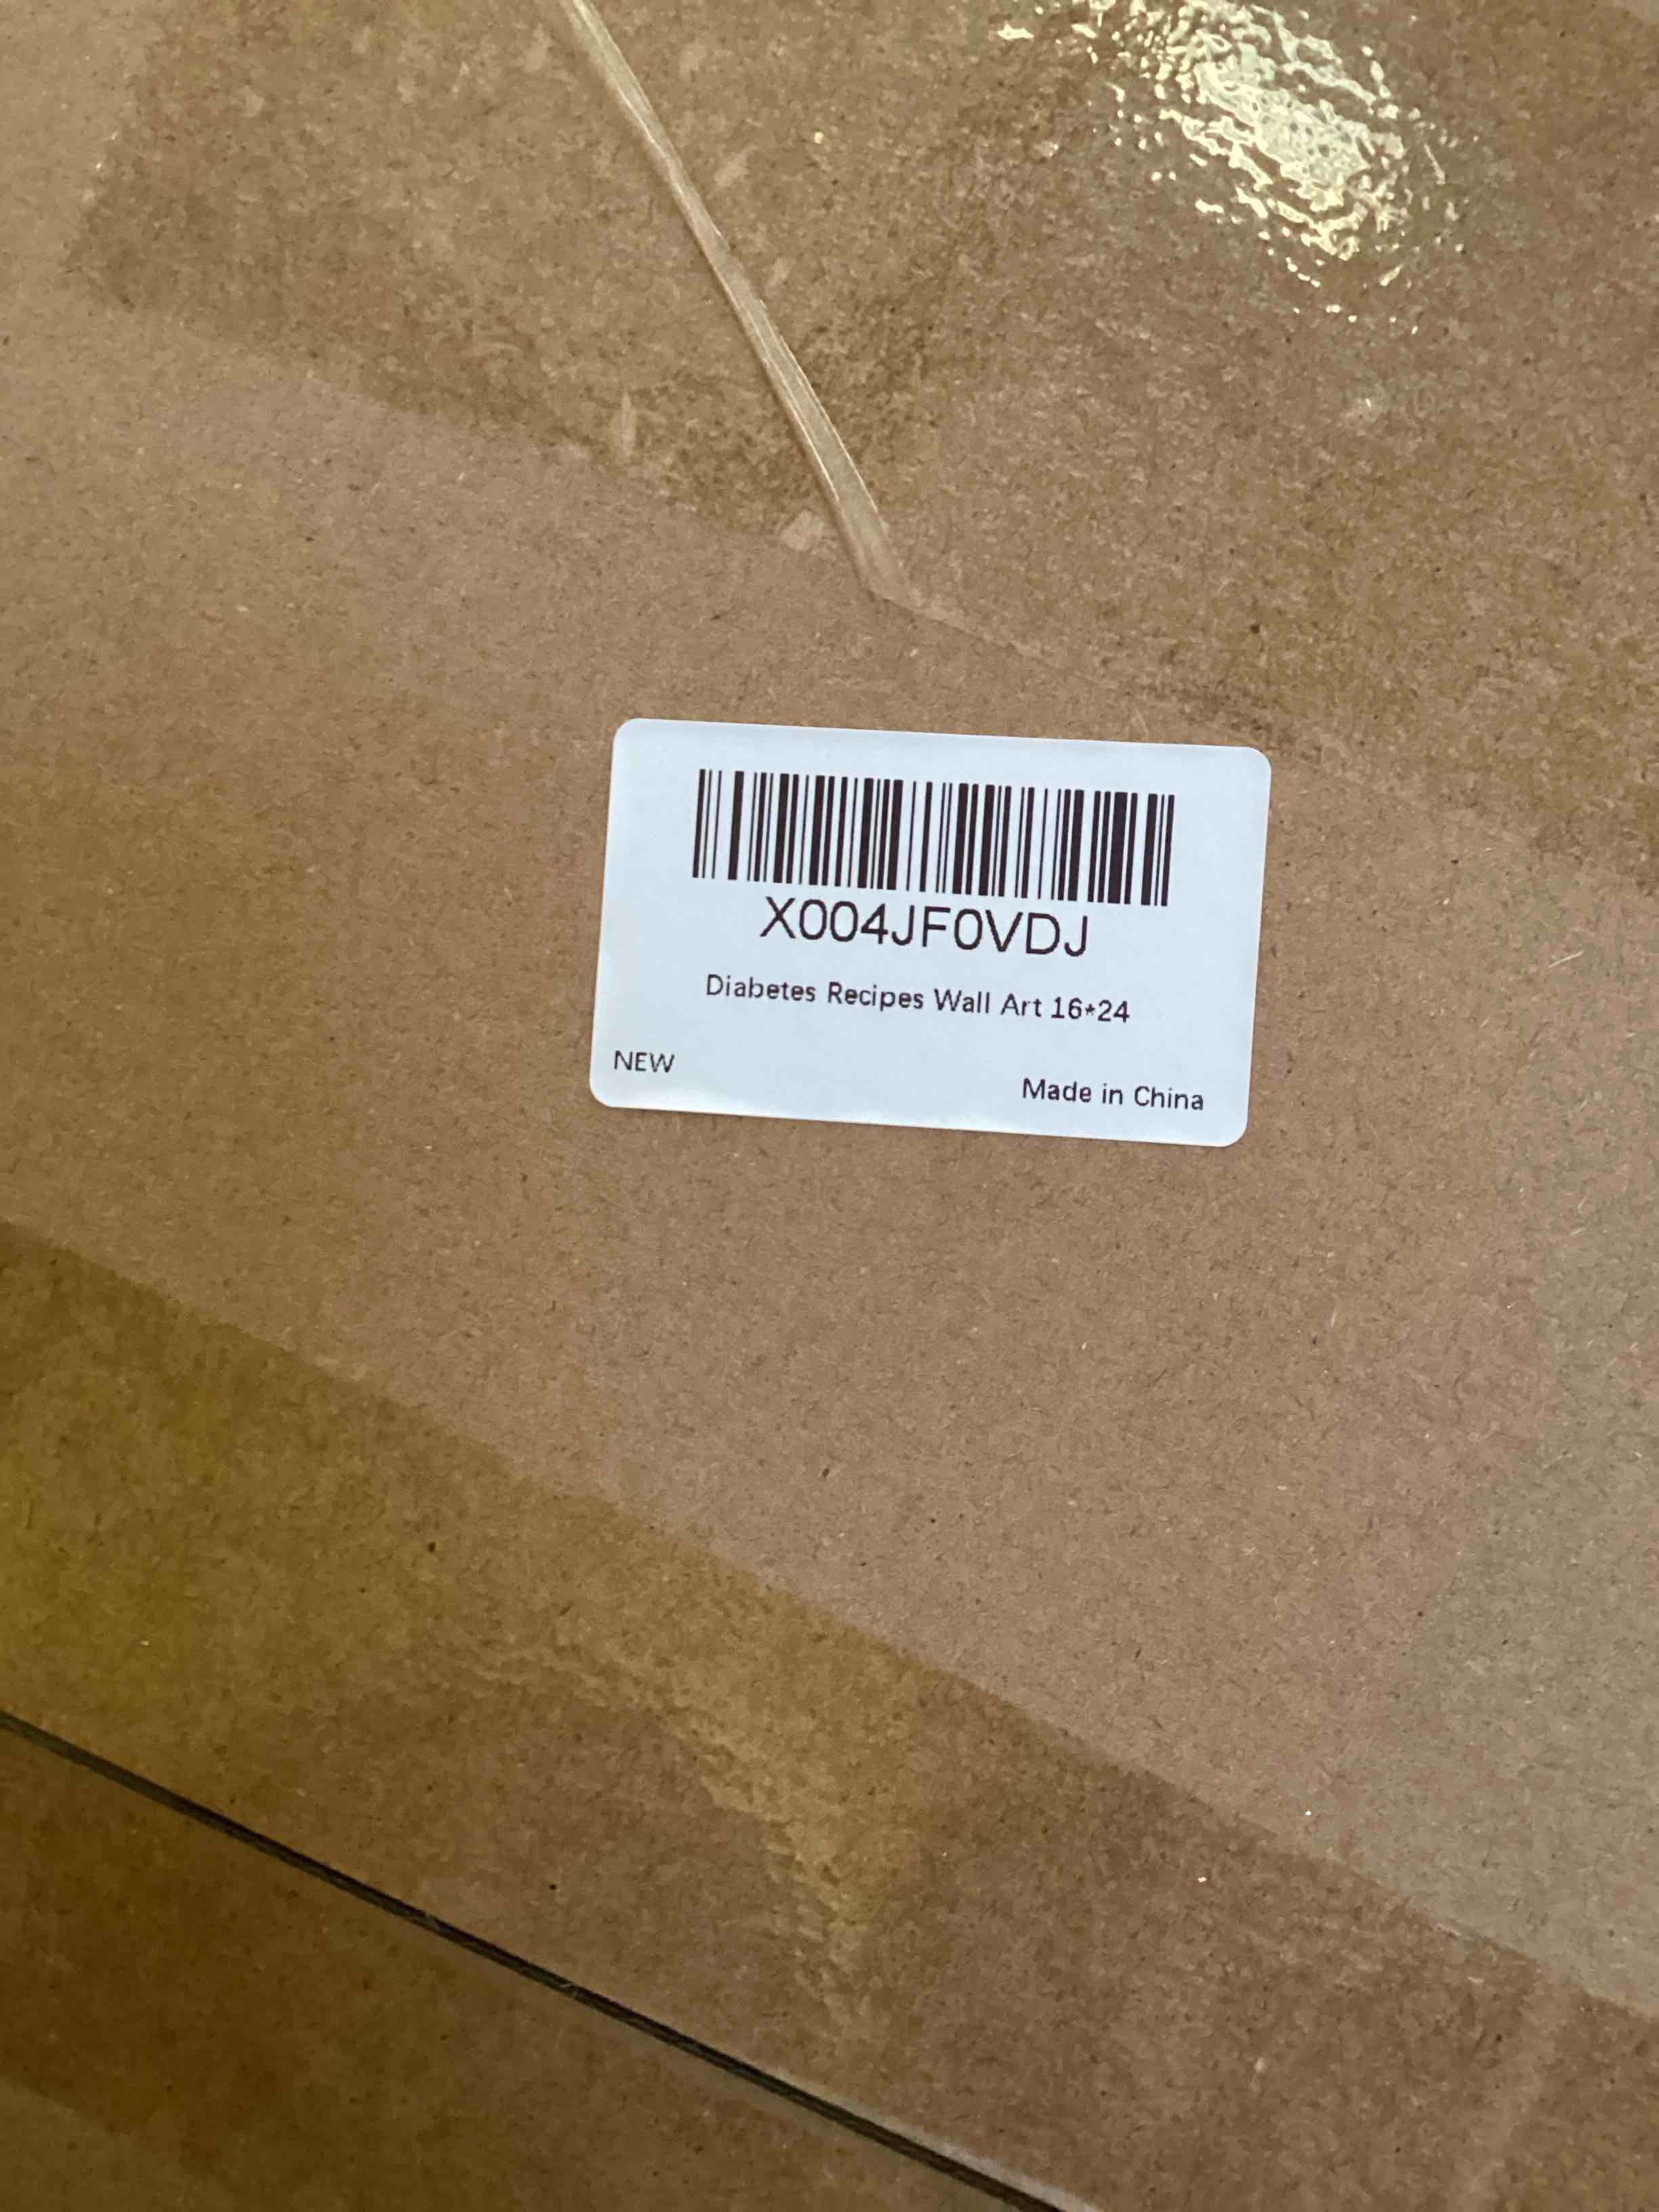 X004JF0VDJ
Diabetes Recipes Wall Art 16*24
NEW
Made in China